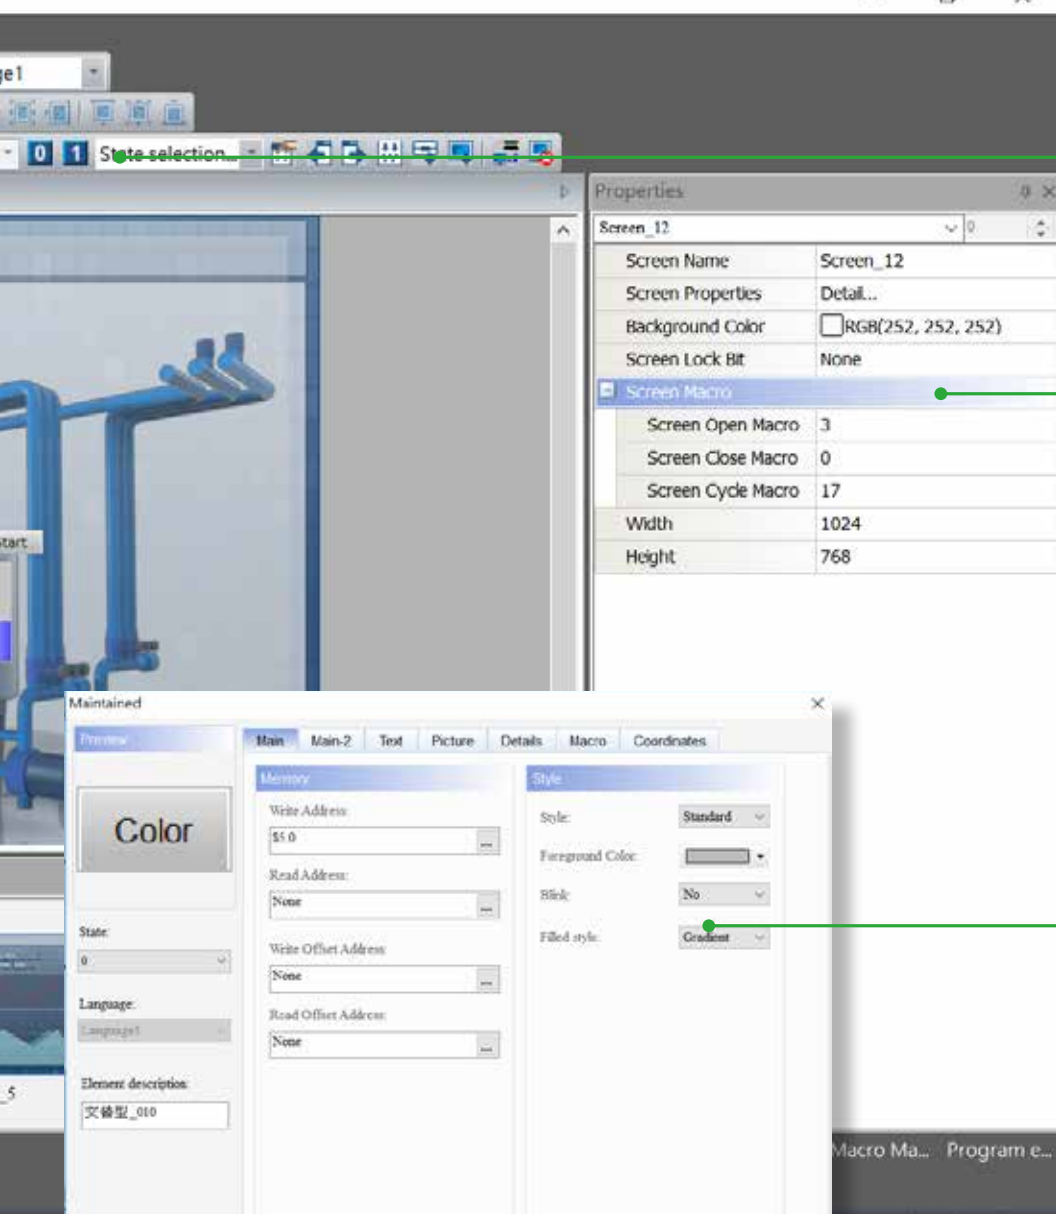 ge1
0 1 State selection...
Properties
Screen_12 0
Screen Name Screen_12
Screen Properties Detail...
Background Color RGB(252, 252, 252)
Screen Lock Bit None
Screen Macro
Screen Open Macro 3
Screen Close Macro 0
Screen Cycle Macro 17
Width 1024
Height 768
tart
Maintained
Preview
Color
State:
0
Language:
Language1
Element description:
交替型_010
Main Main-2 Text Picture Details Macro Coordinates
Memory
Write Address:
$5.0 ...
Read Address:
None ...
Write Offset Address:
None ...
Read Offset Address:
None ...
Style
Style: Standard
Foreground Color:
Blink: No
Filled style: Gradient
_5
Macro Ma... Program e...